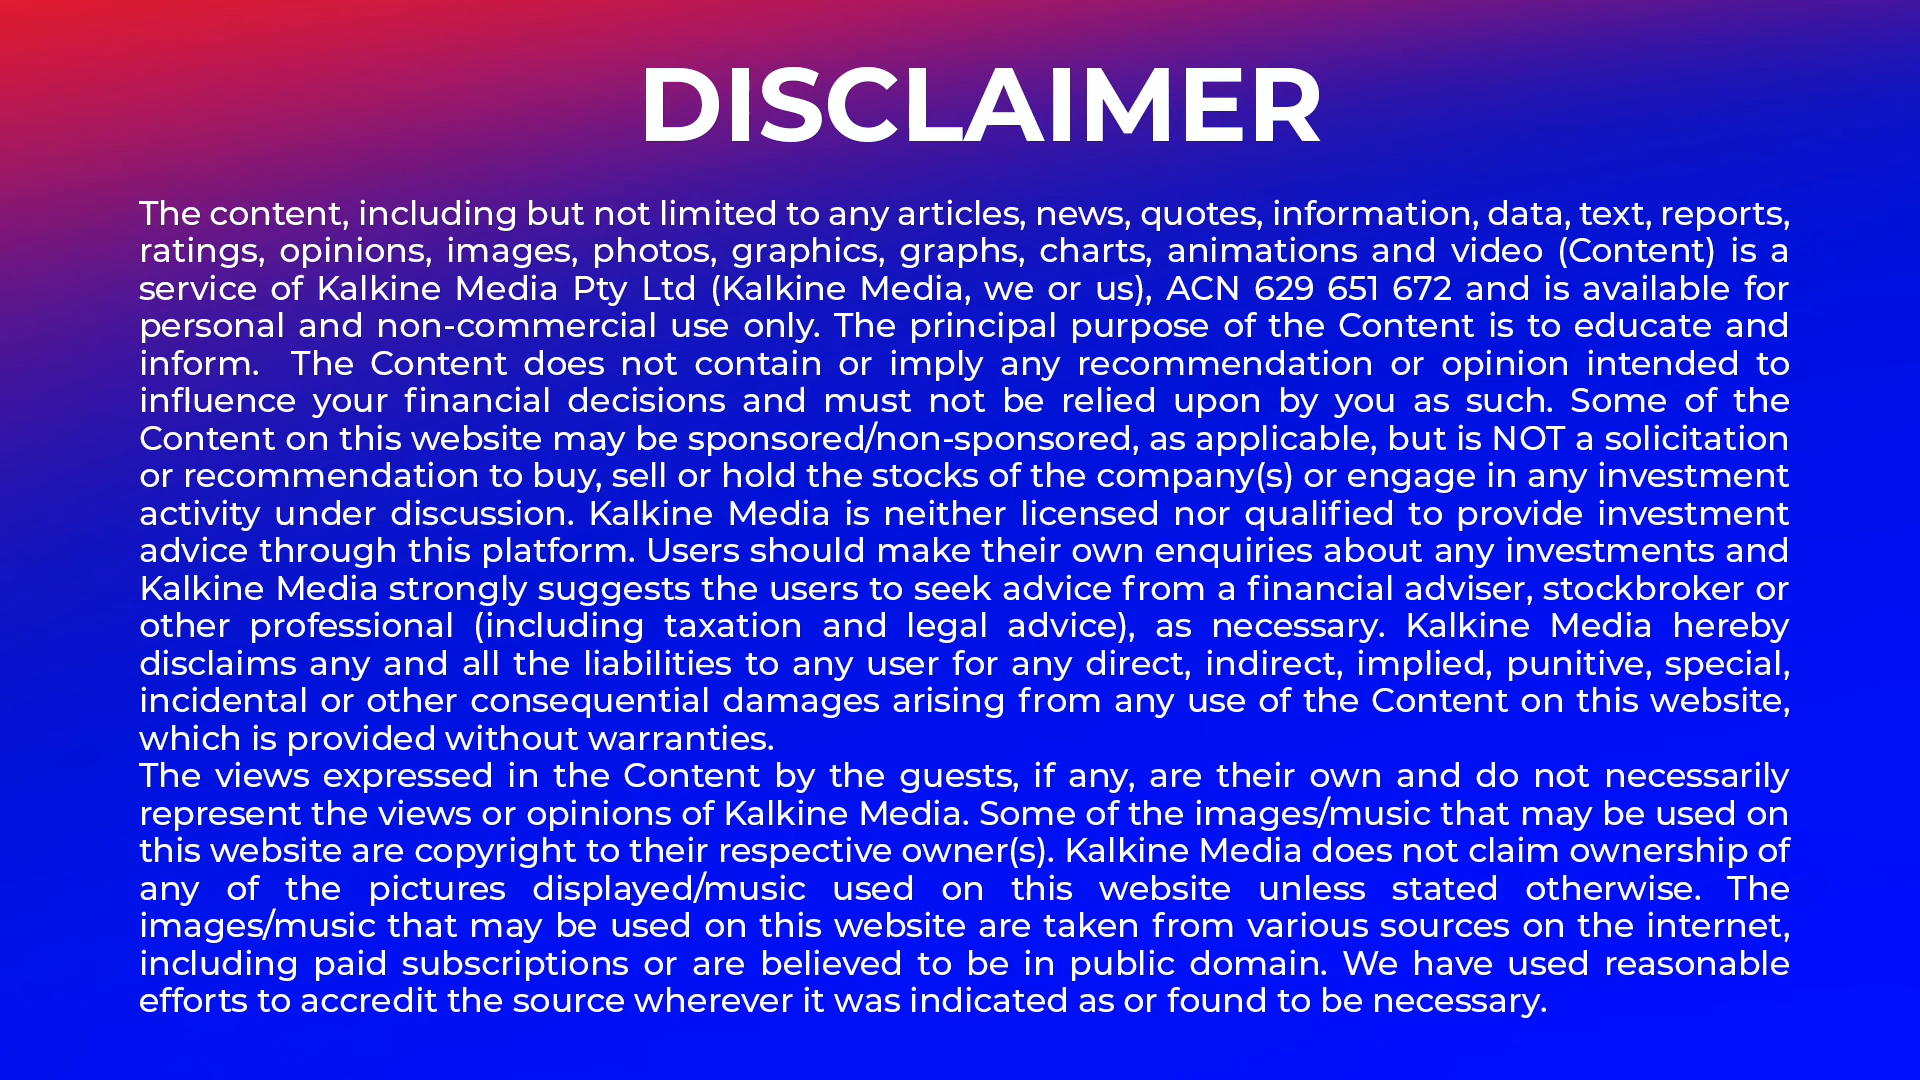 DISCLAIMER
The content, including but not limited to any articles, news, quotes, information, data, text, reports,
ratings, opinions, images, photos, graphics, graphs, charts, animations and video (Content) is a
service of Kalkine Media Pty Ltd (Kalkine Media, we or us), ACN 629 651 672 and is available for
personal and non-commercial use only. The principal purpose of the Content is to educate and
inform.  The Content does not contain or imply any recommendation or opinion intended to
influence your financial decisions and must not be relied upon by you as such. Some of the
Content on this website may be sponsored/non-sponsored, as applicable, but is NOT a solicitation
or recommendation to buy, sell or hold the stocks of the company(s) or engage in any investment
activity under discussion. Kalkine Media is neither licensed nor qualified to provide investment
advice through this platform. Users should make their own enquiries about any investments and
Kalkine Media strongly suggests the users to seek advice from a financial adviser, stockbroker or
other professional (including taxation and legal advice), as necessary. Kalkine Media hereby
disclaims any and all the liabilities to any user for any direct, indirect, implied, punitive, special,
incidental or other consequential damages arising from any use of the Content on this website,
which is provided without warranties.
The views expressed in the Content by the guests, if any, are their own and do not necessarily
represent the views or opinions of Kalkine Media. Some of the images/music that may be used on
this website are copyright to their respective owner(s). Kalkine Media does not claim ownership of
any of the pictures displayed/music used on this website unless stated otherwise. The
images/music that may be used on this website are taken from various sources on the internet,
including paid subscriptions or are believed to be in public domain. We have used reasonable
efforts to accredit the source wherever it was indicated as or found to be necessary.